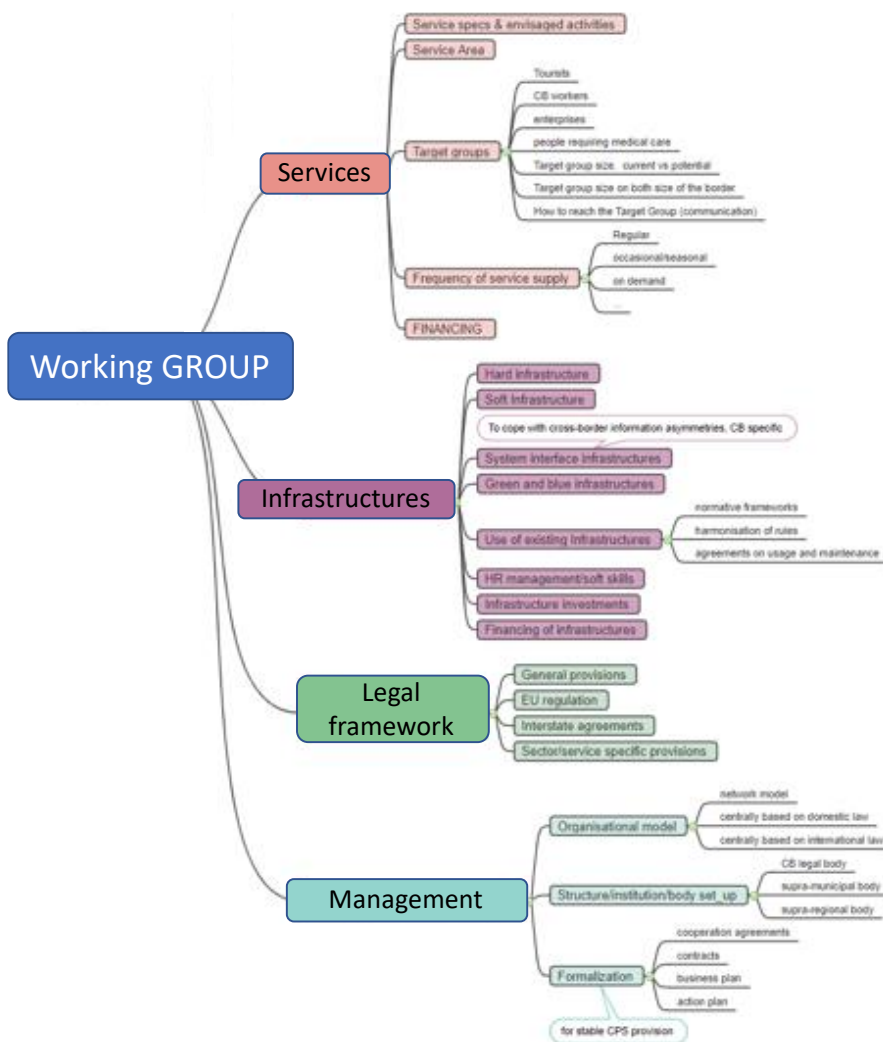 Service specs & envisaged activities
Service Area
Tourists
CB workers
enterprises
people requiring medical care
Target groups
Target group size. current vs potential
Target group size on both size of the border
How to reach the Target Group (communication)
Services
Regular
occasional/seasonal
Frequency of service supply
on demand
...
FINANCING
Working GROUP
Hard infrastructure
Soft Infrastructure
To cope with cross-border information asymmetries. CB specific
System Interface Infrastructures
Green and blue infrastructures
Infrastructures
normative frameworks
harmonisation of rules
agreements on usage and maintenance
Use of existing Infrastructures
HR management/soft skills
Infrastructure investments
Financing of infrastructures
Legal
framework
General provisions
EU regulation
Interstate agreements
Sector/service specific provisions
Management
Organisational model
network model
centrally based on domestic law
centrally based on international law
Structure/institution/body set_up
CB legal body
supra-municipal body
supra-regional body
Formalization
cooperation agreements
contracts
business plan
action plan
for stable CPS provision